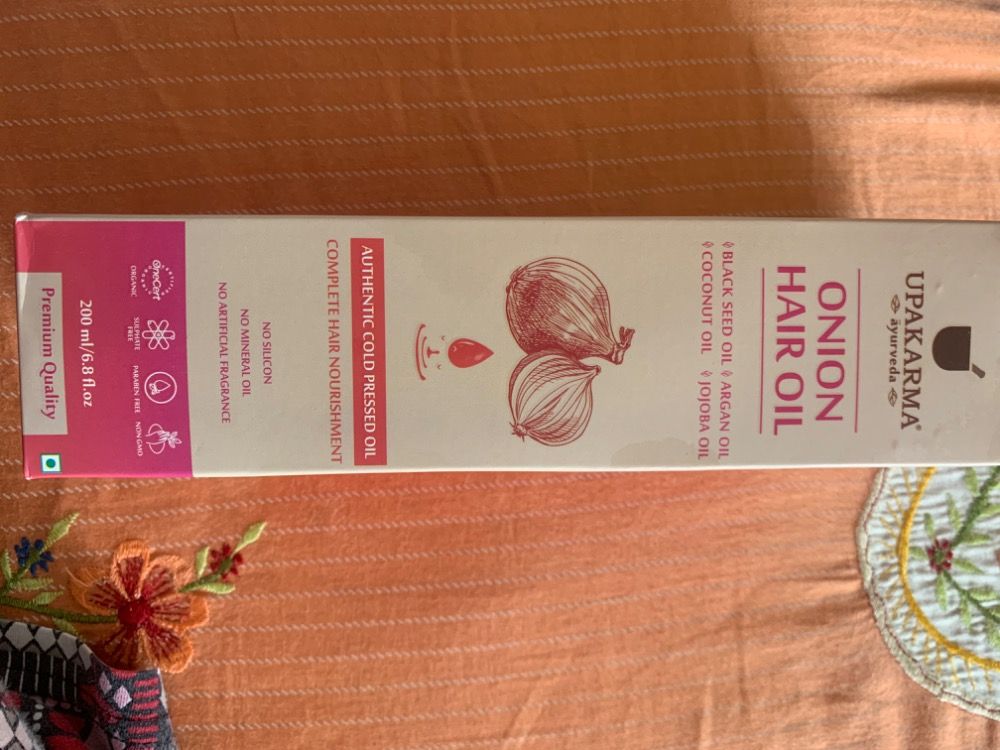 UPAKARMA®
āyurveda
ONION
HAIR OIL
BLACK SEED OIL ARGAN OIL
COCONUT OIL JOJOBA OIL
AUTHENTIC COLD PRESSED OIL
COMPLETE HAIR NOURISHMENT
NO SILICON
NO MINERAL OIL
NO ARTIFICIAL FRAGRANCE
OneCert
ORGANIC
SULPHATE
FREE
PARABEN FREE
NON GMO
200 ml/6.8 fl.oz
Premium Quality